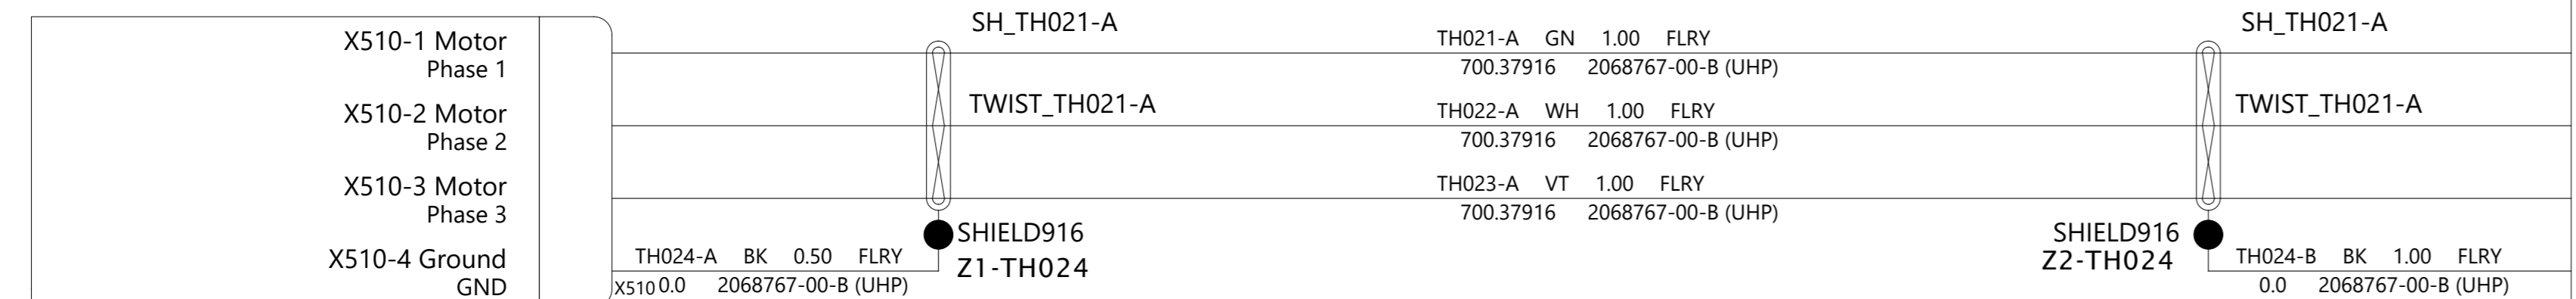 X510-1 Motor
Phase 1
X510-2 Motor
Phase 2
X510-3 Motor
Phase 3
X510-4 Ground
GND
X510
TH024-A BK 0.50 FLRY
0.0 2068767-00-B (UHP)
SH_TH021-A
TWIST_TH021-A
SHIELD916
Z1-TH024
TH021-A GN 1.00 FLRY
700.37916 2068767-00-B (UHP)
TH022-A WH 1.00 FLRY
700.37916 2068767-00-B (UHP)
TH023-A VT 1.00 FLRY
700.37916 2068767-00-B (UHP)
SH_TH021-A
TWIST_TH021-A
SHIELD916
Z2-TH024
TH024-B BK 1.00 FLRY
0.0 2068767-00-B (UHP)